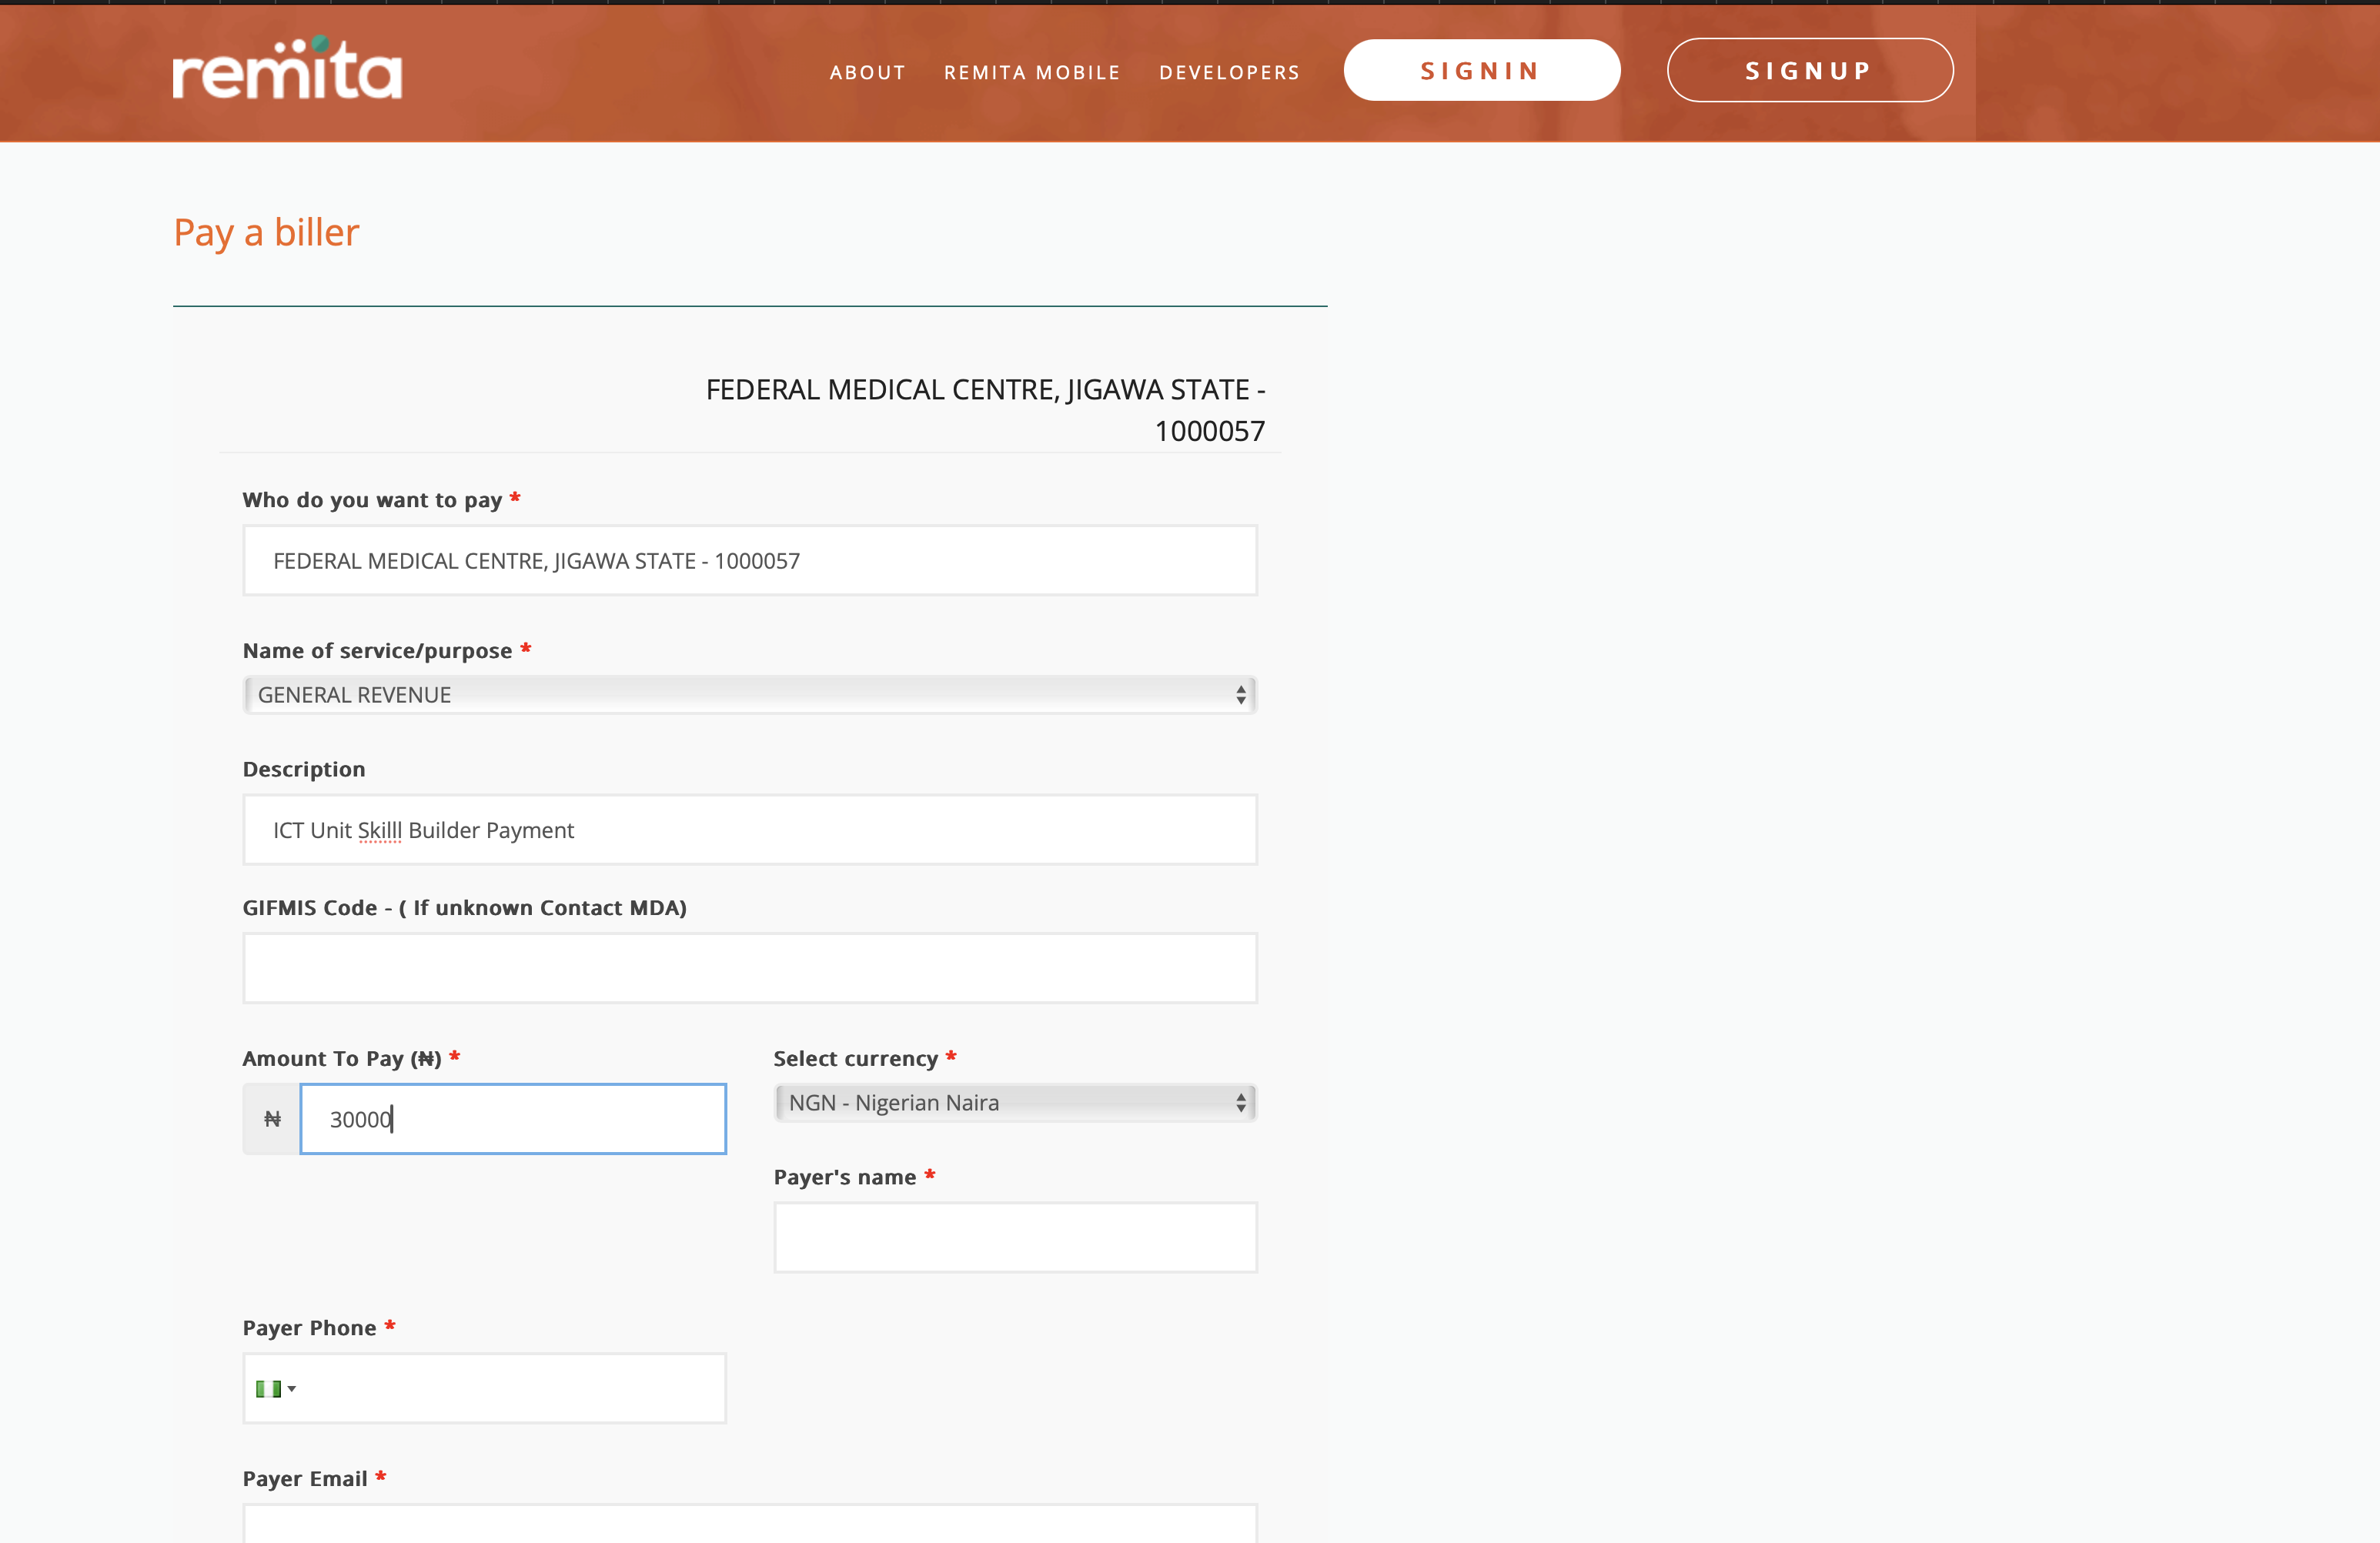 remita
ABOUT
REMITA MOBILE
DEVELOPERS
SIGNIN
SIGNUP
Pay a biller
FEDERAL MEDICAL CENTRE, JIGAWA STATE -
1000057
Who do you want to pay *
FEDERAL MEDICAL CENTRE, JIGAWA STATE - 1000057
Name of service/purpose *
GENERAL REVENUE
Description
ICT Unit Skilll Builder Payment
GIFMIS Code - ( If unknown Contact MDA)
Amount To Pay (₦) *
₦
30000
Select currency *
NGN - Nigerian Naira
Payer's name *
Payer Phone *
Payer Email *